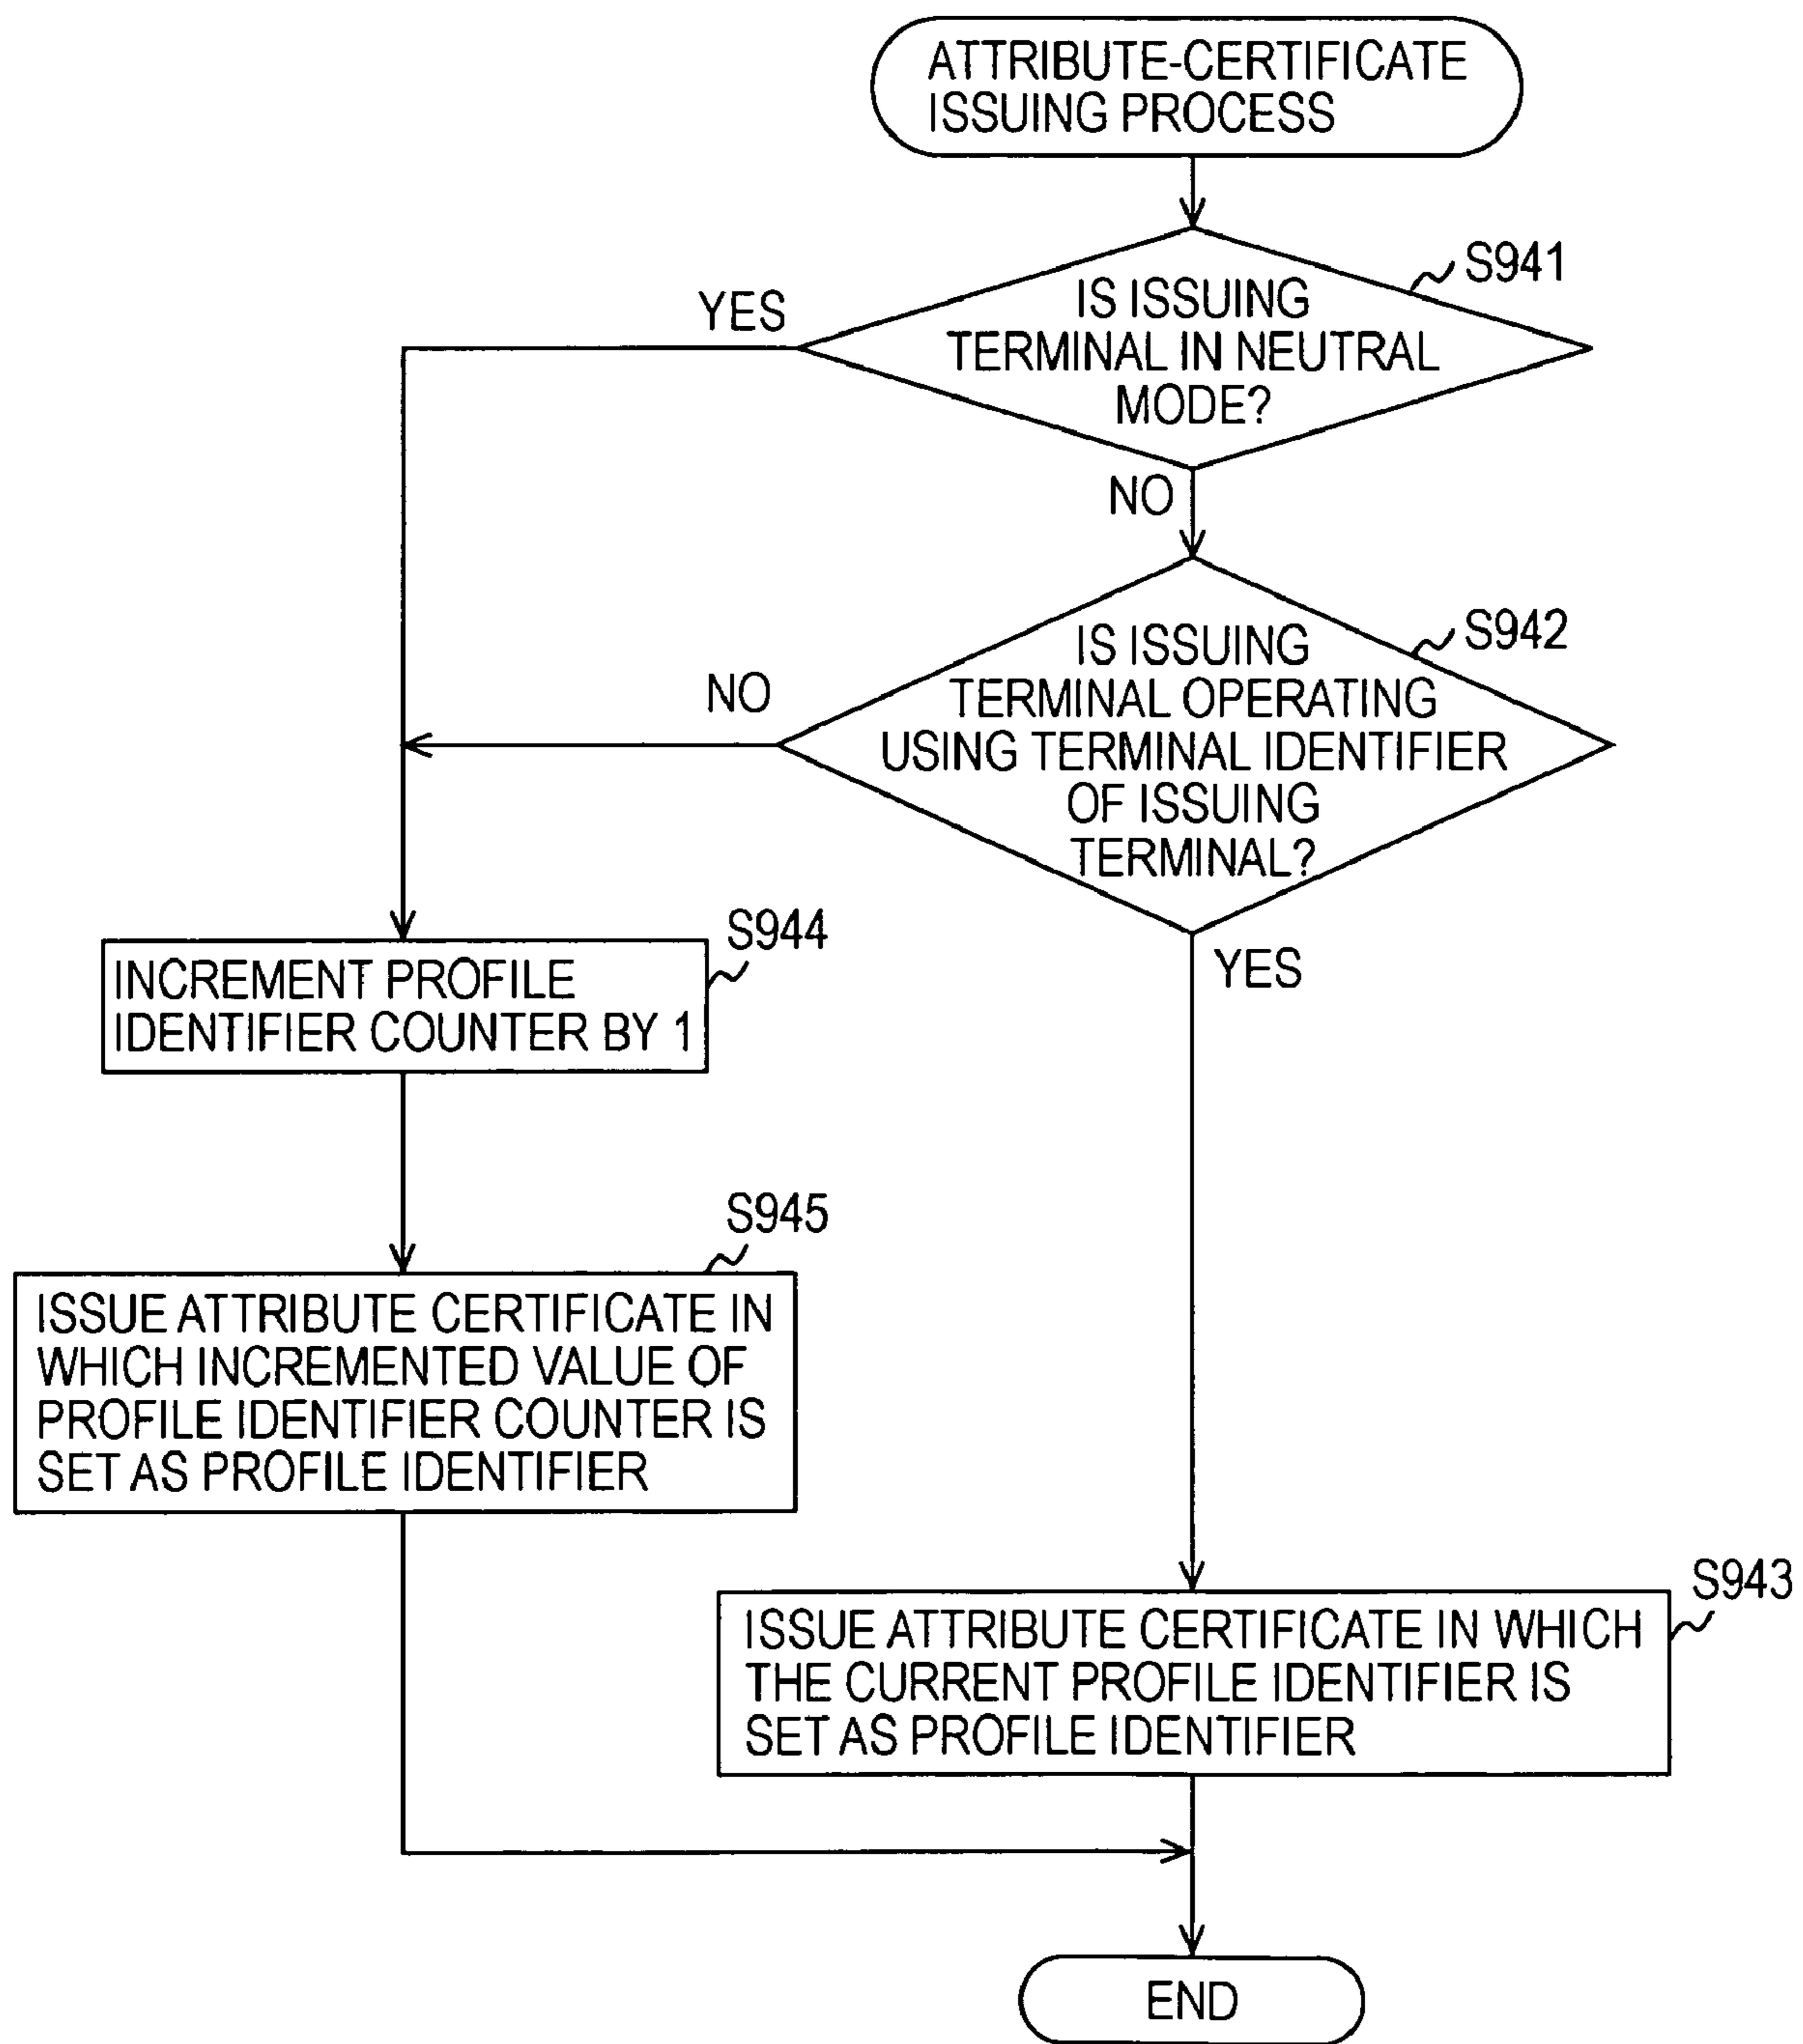 ATTRIBUTE-CERTIFICATE
ISSUING PROCESS
S941
IS ISSUING
TERMINAL IN NEUTRAL
MODE?
YES
NO
S942
IS ISSUING
TERMINAL OPERATING
USING TERMINAL IDENTIFIER
OF ISSUING
TERMINAL?
NO
YES
S944
INCREMENT PROFILE
IDENTIFIER COUNTER BY 1
S945
ISSUE ATTRIBUTE CERTIFICATE IN
WHICH INCREMENTED VALUE OF
PROFILE IDENTIFIER COUNTER IS
SET AS PROFILE IDENTIFIER
S943
ISSUE ATTRIBUTE CERTIFICATE IN WHICH
THE CURRENT PROFILE IDENTIFIER IS
SET AS PROFILE IDENTIFIER
END